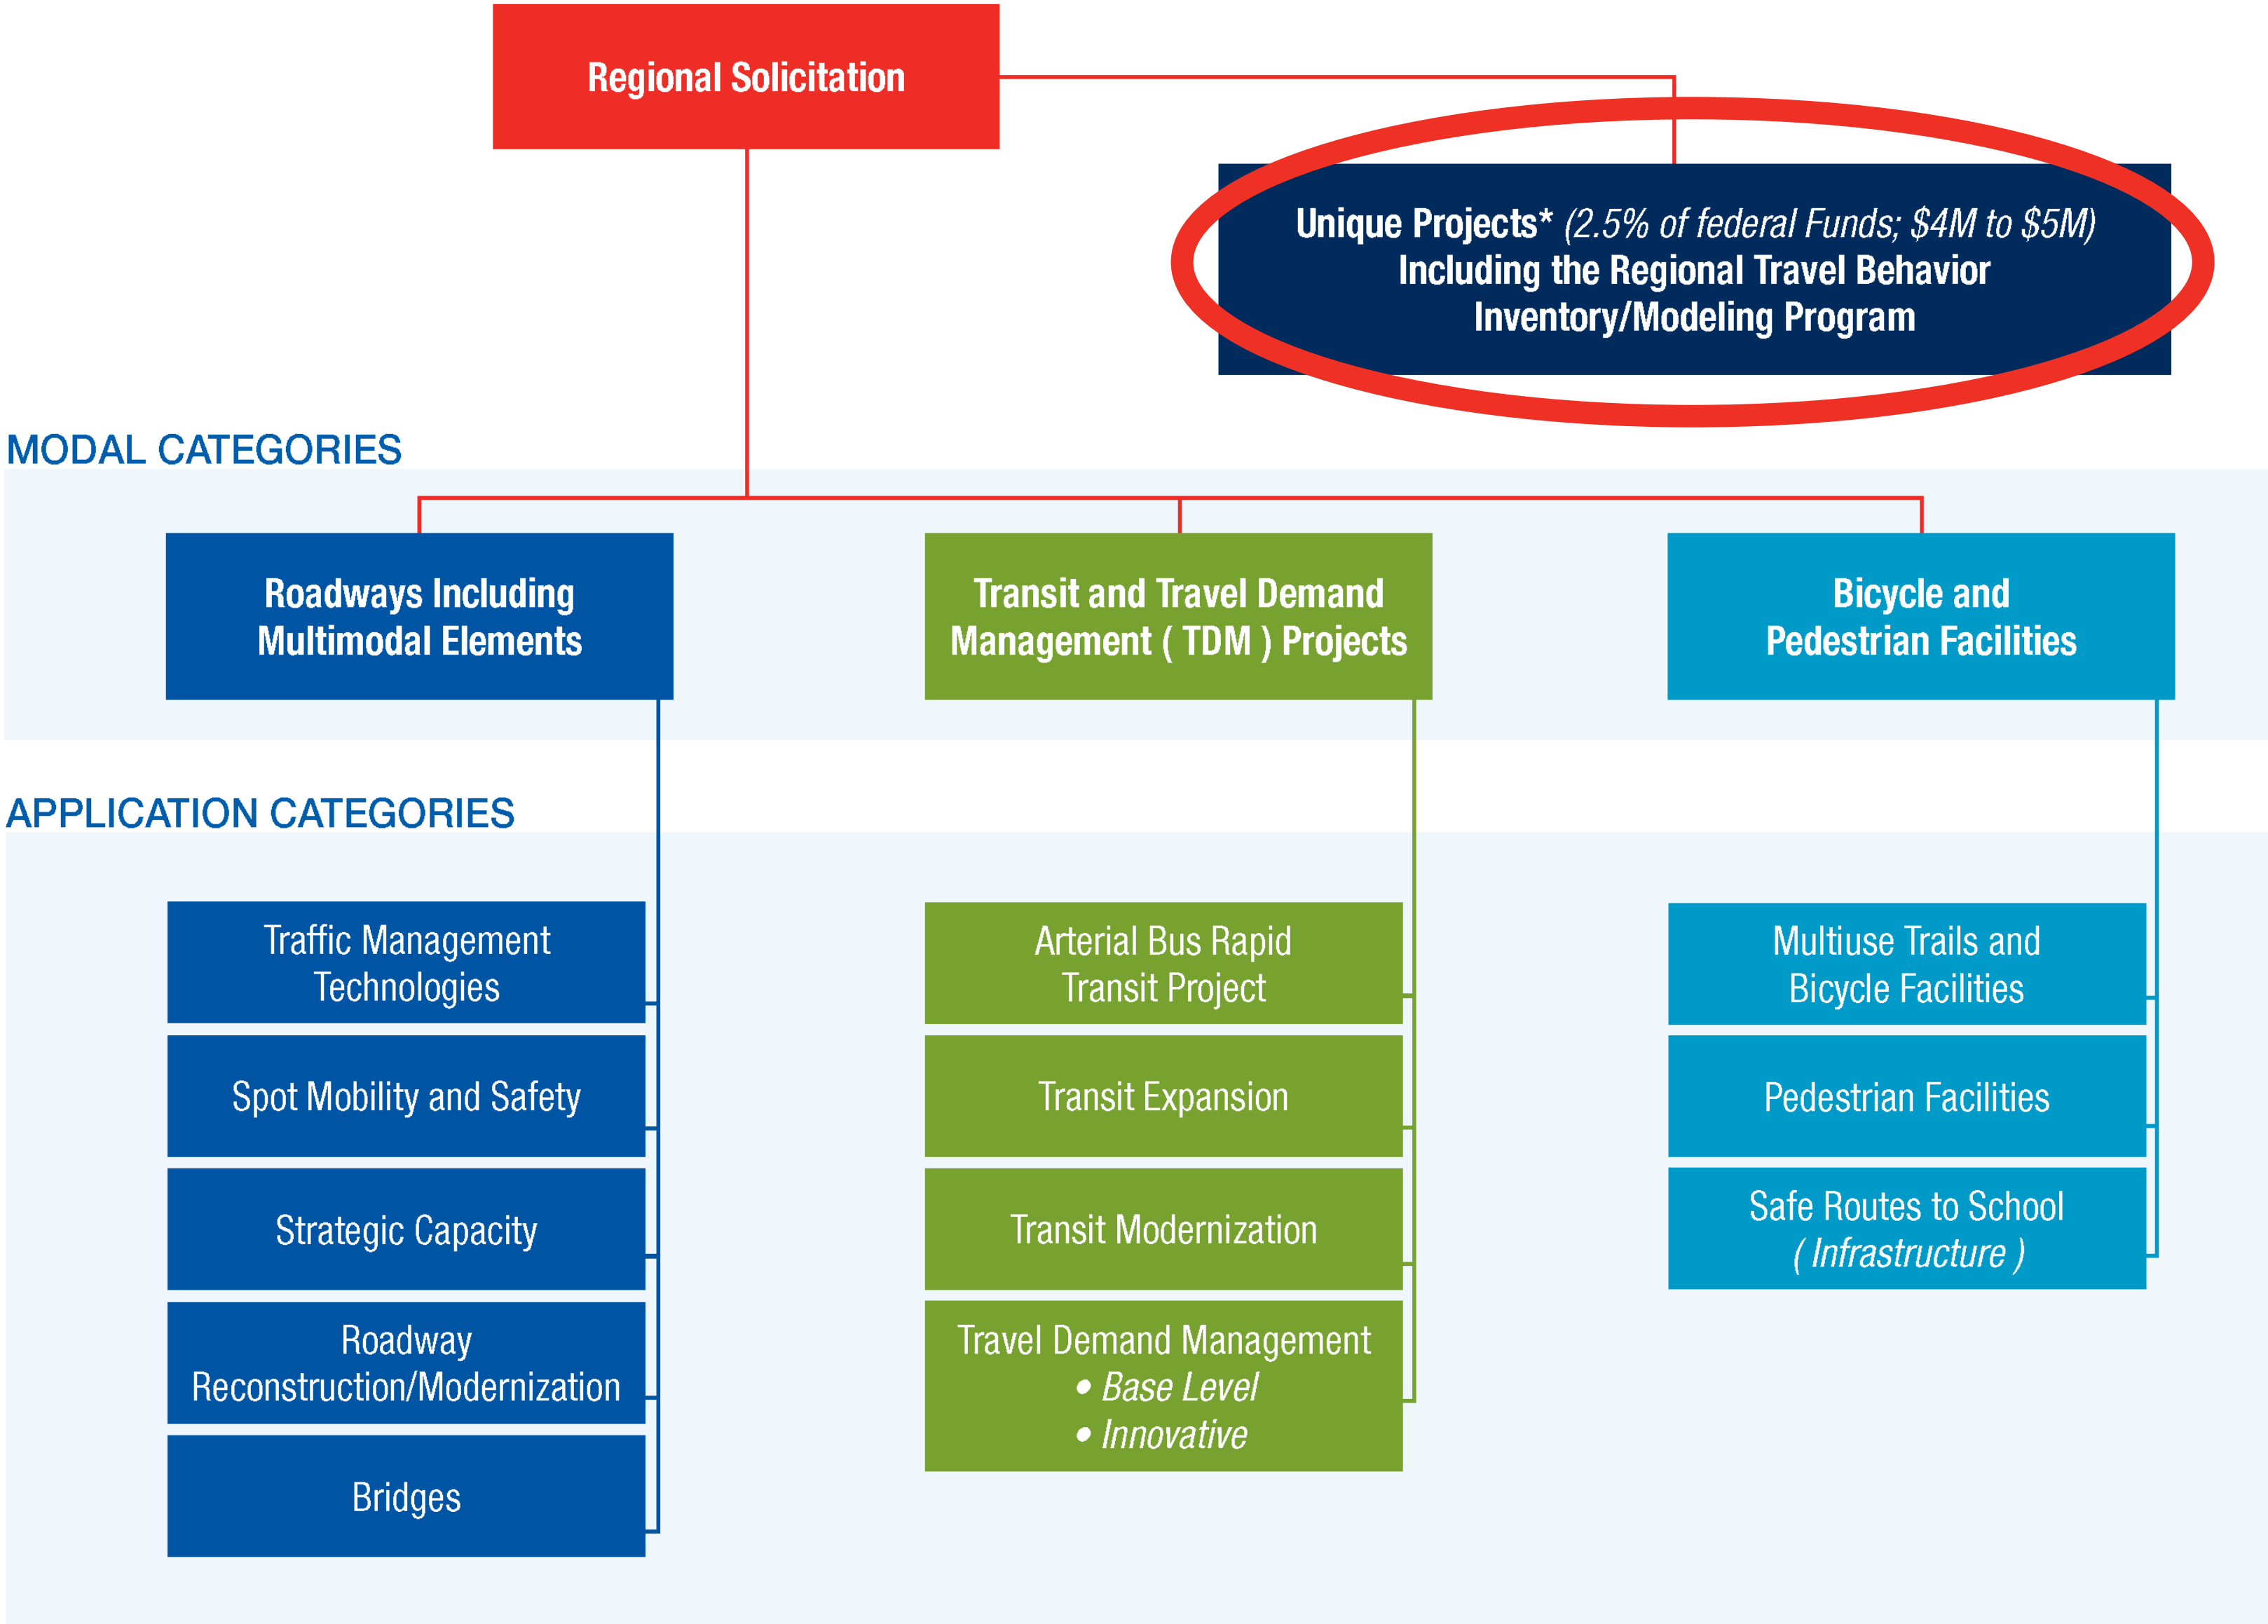 Regional Solicitation
Unique Projects* (2.5% of federal Funds; $4M to $5M)
Including the Regional Travel Behavior
Inventory/Modeling Program
MODAL CATEGORIES
Roadways Including
Multimodal Elements
Transit and Travel Demand
Management ( TDM ) Projects
Bicycle and
Pedestrian Facilities
APPLICATION CATEGORIES
Traffic Management
Technologies
Spot Mobility and Safety
Strategic Capacity
Roadway
Reconstruction/Modernization
Bridges
Arterial Bus Rapid
Transit Project
Transit Expansion
Transit Modernization
Travel Demand Management
• Base Level
• Innovative
Multiuse Trails and
Bicycle Facilities
Pedestrian Facilities
Safe Routes to School
( Infrastructure )